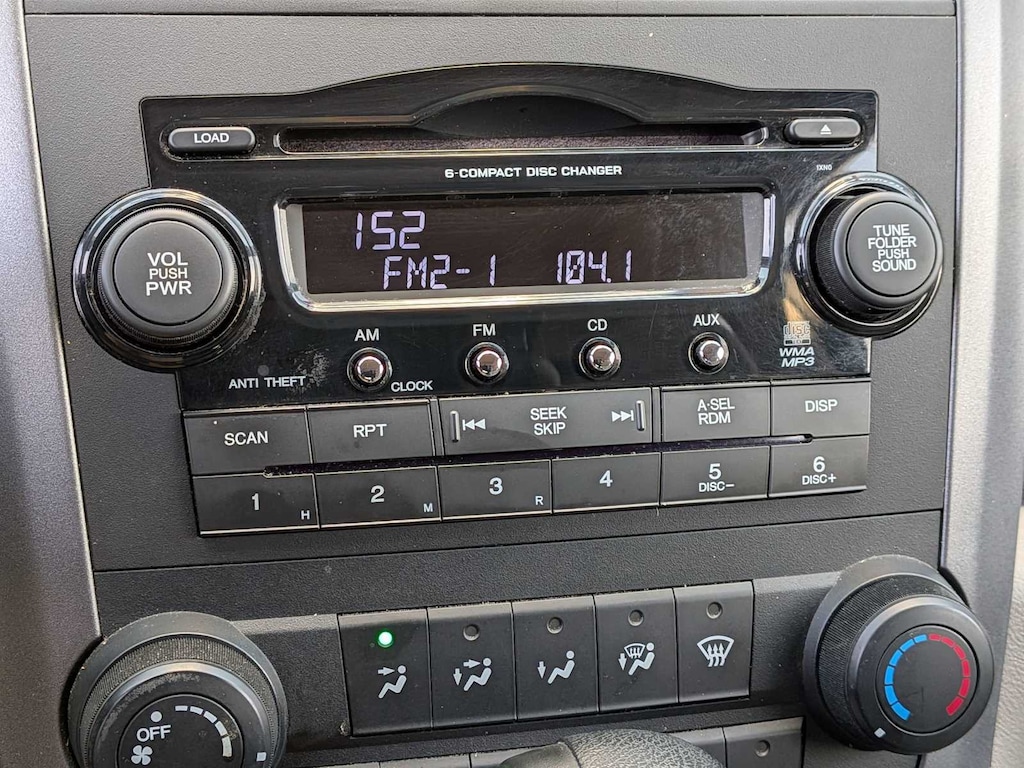 LOAD
6-COMPACT DISC CHANGER
1XN0
152
FM2-1 104.1
VOL
PUSH
PWR
TUNE
FOLDER
PUSH
SOUND
AM
FM
CD
AUX
disc
TEXT
WMA
MP3
ANTI THEFT
CLOCK
SCAN
RPT
SEEK
SKIP
A•SEL
RDM
DISP
1 H
2 M
3 R
4
5
DISC−
6
DISC+
OFF